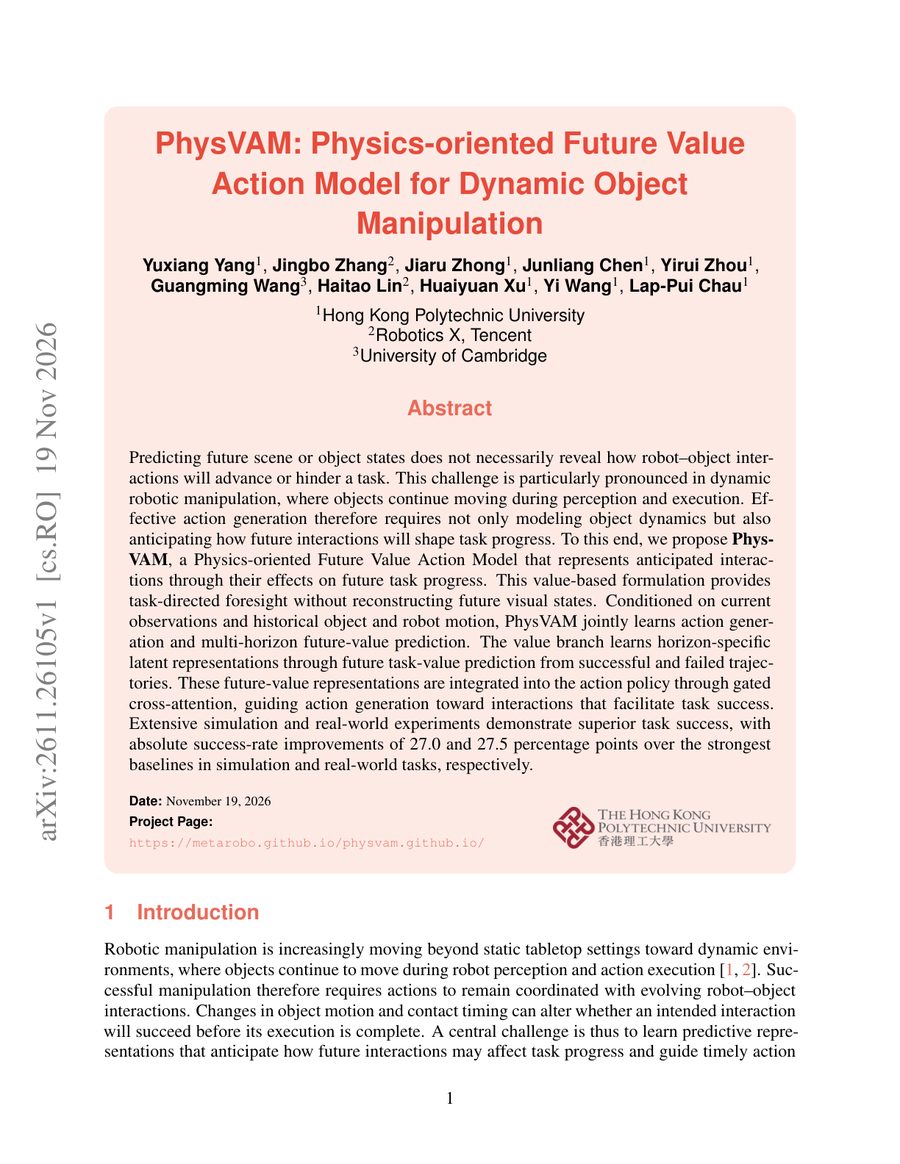 PhysVAM: Physics-oriented Future Value
Action Model for Dynamic Object
Manipulation
Yuxiang Yang1, Jingbo Zhang2, Jiaru Zhong1, Junliang Chen1, Yirui Zhou1,
Guangming Wang3, Haitao Lin2, Huaiyuan Xu1, Yi Wang1, Lap-Pui Chau1
1Hong Kong Polytechnic University
2Robotics X, Tencent
3University of Cambridge
Abstract
Predicting future scene or object states does not necessarily reveal how robot–object inter-
actions will advance or hinder a task. This challenge is particularly pronounced in dynamic
robotic manipulation, where objects continue moving during perception and execution. Ef-
fective action generation therefore requires not only modeling object dynamics but also
anticipating how future interactions will shape task progress. To this end, we propose Phys-
VAM, a Physics-oriented Future Value Action Model that represents anticipated interac-
tions through their effects on future task progress. This value-based formulation provides
task-directed foresight without reconstructing future visual states. Conditioned on current
observations and historical object and robot motion, PhysVAM jointly learns action gener-
ation and multi-horizon future-value prediction. The value branch learns horizon-specific
latent representations through future task-value prediction from successful and failed trajec-
tories. These future-value representations are integrated into the action policy through gated
cross-attention, guiding action generation toward interactions that facilitate task success.
Extensive simulation and real-world experiments demonstrate superior task success, with
absolute success-rate improvements of 27.0 and 27.5 percentage points over the strongest
baselines in simulation and real-world tasks, respectively.
Date: November 19, 2026
Project Page:
https://metarobo.github.io/physvam.github.io/
THE HONG KONG
POLYTECHNIC UNIVERSITY
香港理工大學
arXiv:2611.26105v1 [cs.RO] 19 Nov 2026
1 Introduction
Robotic manipulation is increasingly moving beyond static tabletop settings toward dynamic envi-
ronments, where objects continue to move during robot perception and action execution [1, 2]. Suc-
cessful manipulation therefore requires actions to remain coordinated with evolving robot–object
interactions. Changes in object motion and contact timing can alter whether an intended interaction
will succeed before its execution is complete. A central challenge is thus to learn predictive repre-
sentations that anticipate how future interactions may affect task progress and guide timely action
1